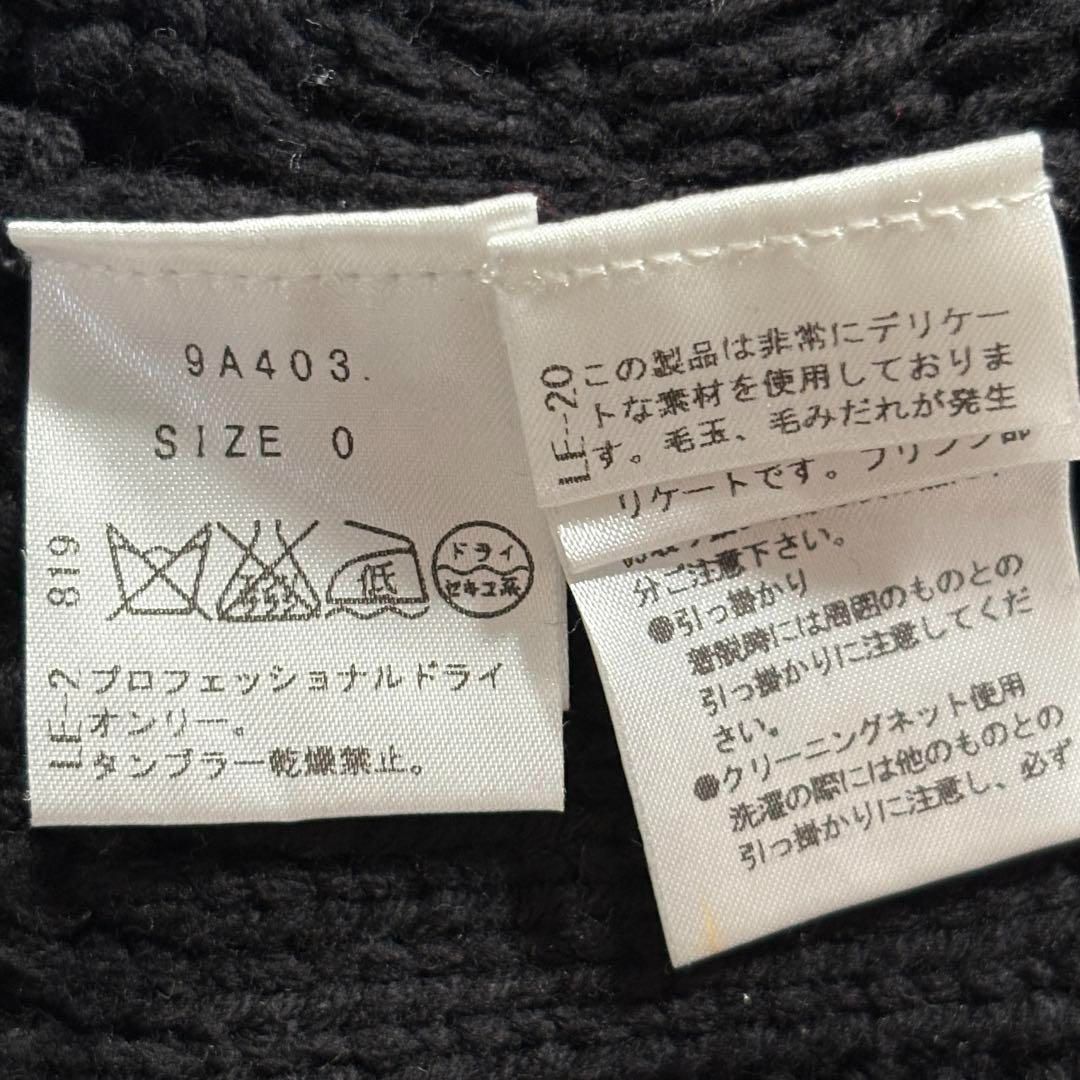 9A403.
SIZE 0
819
低
ドライ
セキユ系
LE-2
プロフェッショナルドライ
オンリー。
タンブラー乾燥禁止。
LE-20
この製品は非常にデリケー
トな素材を使用しておりま
す。毛玉、毛みだれが発生
リケートです。フリンジ部
分ご注意下さい。
●引っ掛かり
着脱時には周囲のものとの
引っ掛かりに注意してくだ
さい。
●クリーニングネット使用
洗濯の際には他のものとの
引っ掛かりに注意し、必ず